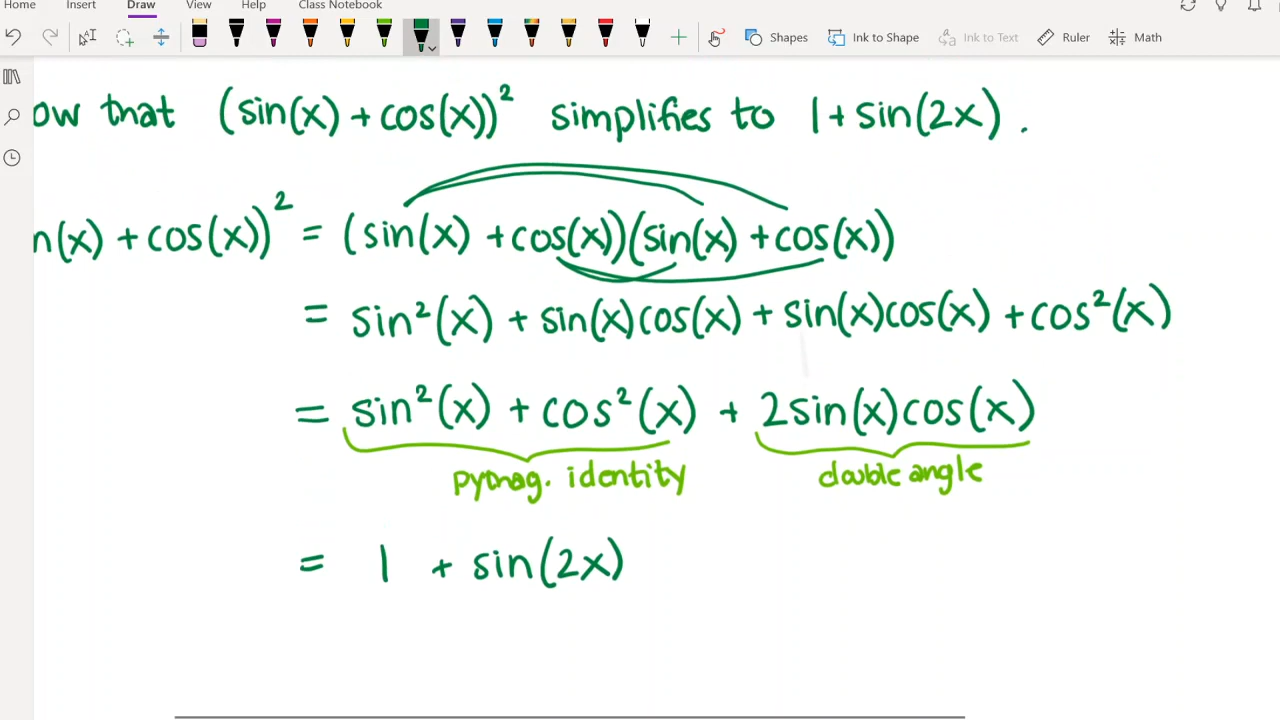 Home Insert Draw View Help Class Notebook
Shapes Ink to Shape Ink to Text Ruler Math
ow that (sin(x) + cos(x))² simplifies to 1 + sin(2x).
n(x) + cos(x))² = (sin(x) + cos(x))(sin(x) + cos(x))
= sin²(x) + sin(x)cos(x) + sin(x)cos(x) + cos²(x)
= sin²(x) + cos²(x) + 2sin(x)cos(x)
pythag. identity double angle
= 1 + sin(2x)